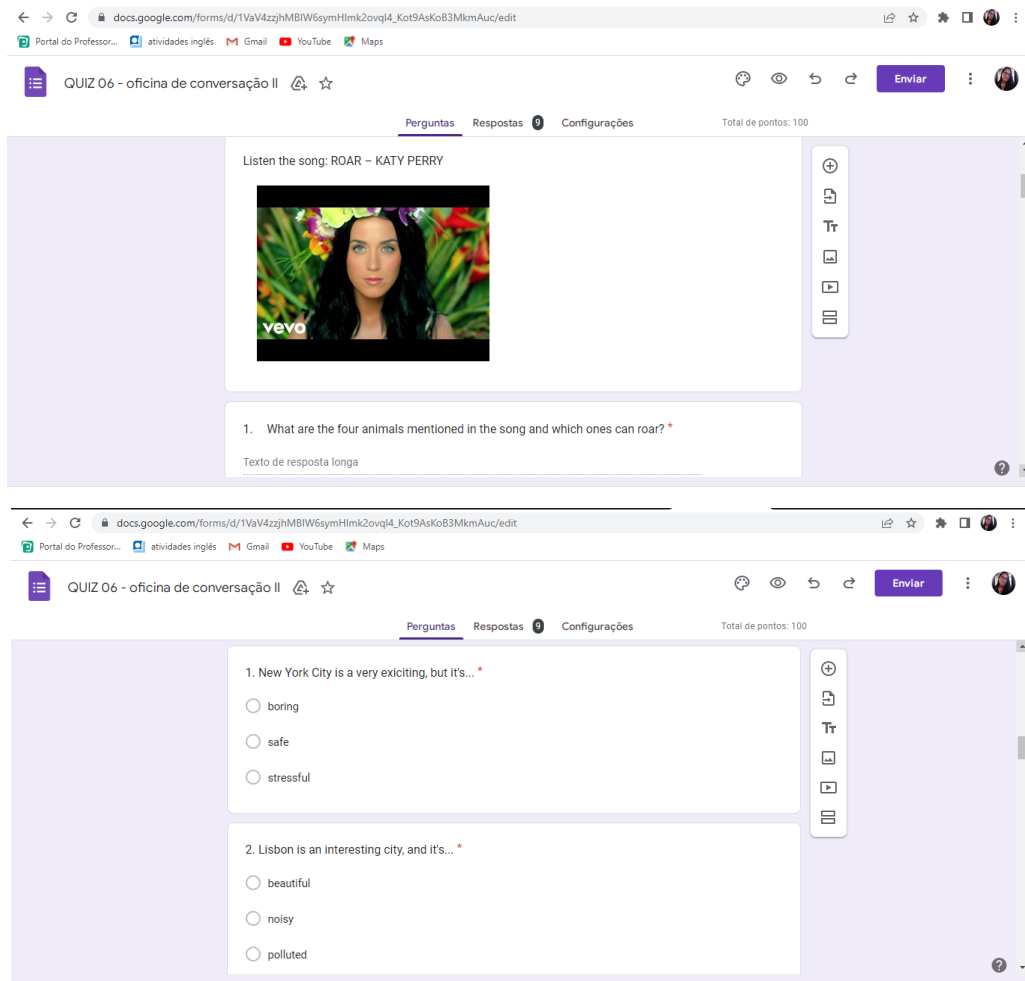 docs.google.com/forms/d/1VaV4zzjhMBIW6symHImk2ovql4_Kot9AsKoB3MkmAuc/edit
Portal do Professor... atividades inglês Gmail YouTube Maps
QUIZ 06 - oficina de conversação II
Enviar
Perguntas Respostas 9 Configurações Total de pontos: 100
Listen the song: ROAR – KATY PERRY
vevo
1. What are the four animals mentioned in the song and which ones can roar? *
Texto de resposta longa
docs.google.com/forms/d/1VaV4zzjhMBIW6symHImk2ovql4_Kot9AsKoB3MkmAuc/edit
Portal do Professor... atividades inglês Gmail YouTube Maps
QUIZ 06 - oficina de conversação II
Enviar
Perguntas Respostas 9 Configurações Total de pontos: 100
1. New York City is a very exiciting, but it's... *
boring
safe
stressful
2. Lisbon is an interesting city, and it's... *
beautiful
noisy
polluted